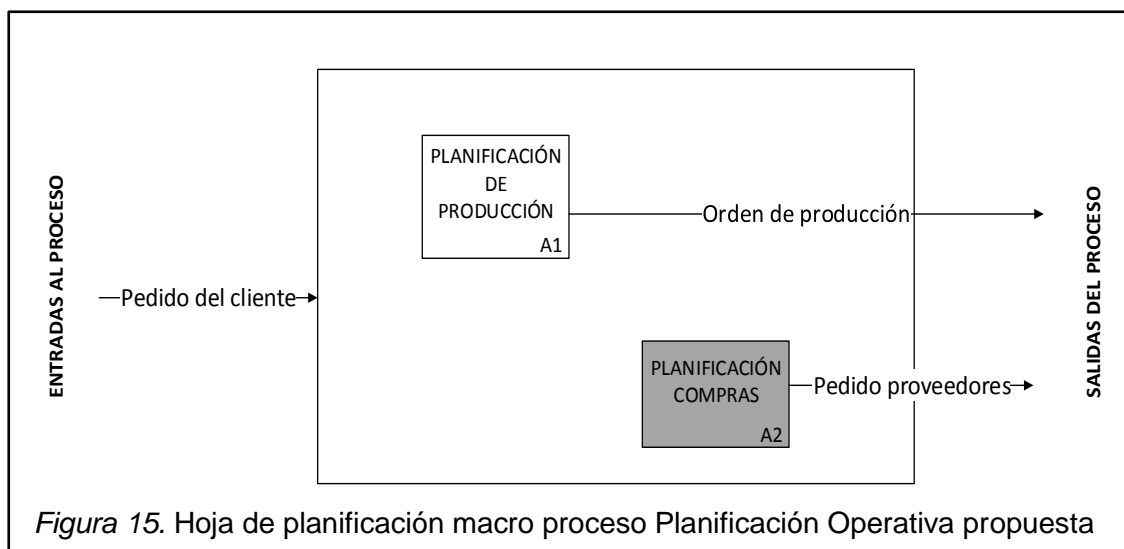 ENTRADAS AL PROCESO
Pedido del cliente
PLANIFICACIÓN
DE
PRODUCCIÓN
A1
Orden de producción
PLANIFICACIÓN
COMPRAS
A2
Pedido proveedores
SALIDAS DEL PROCESO
Figura 15. Hoja de planificación macro proceso Planificación Operativa propuesta